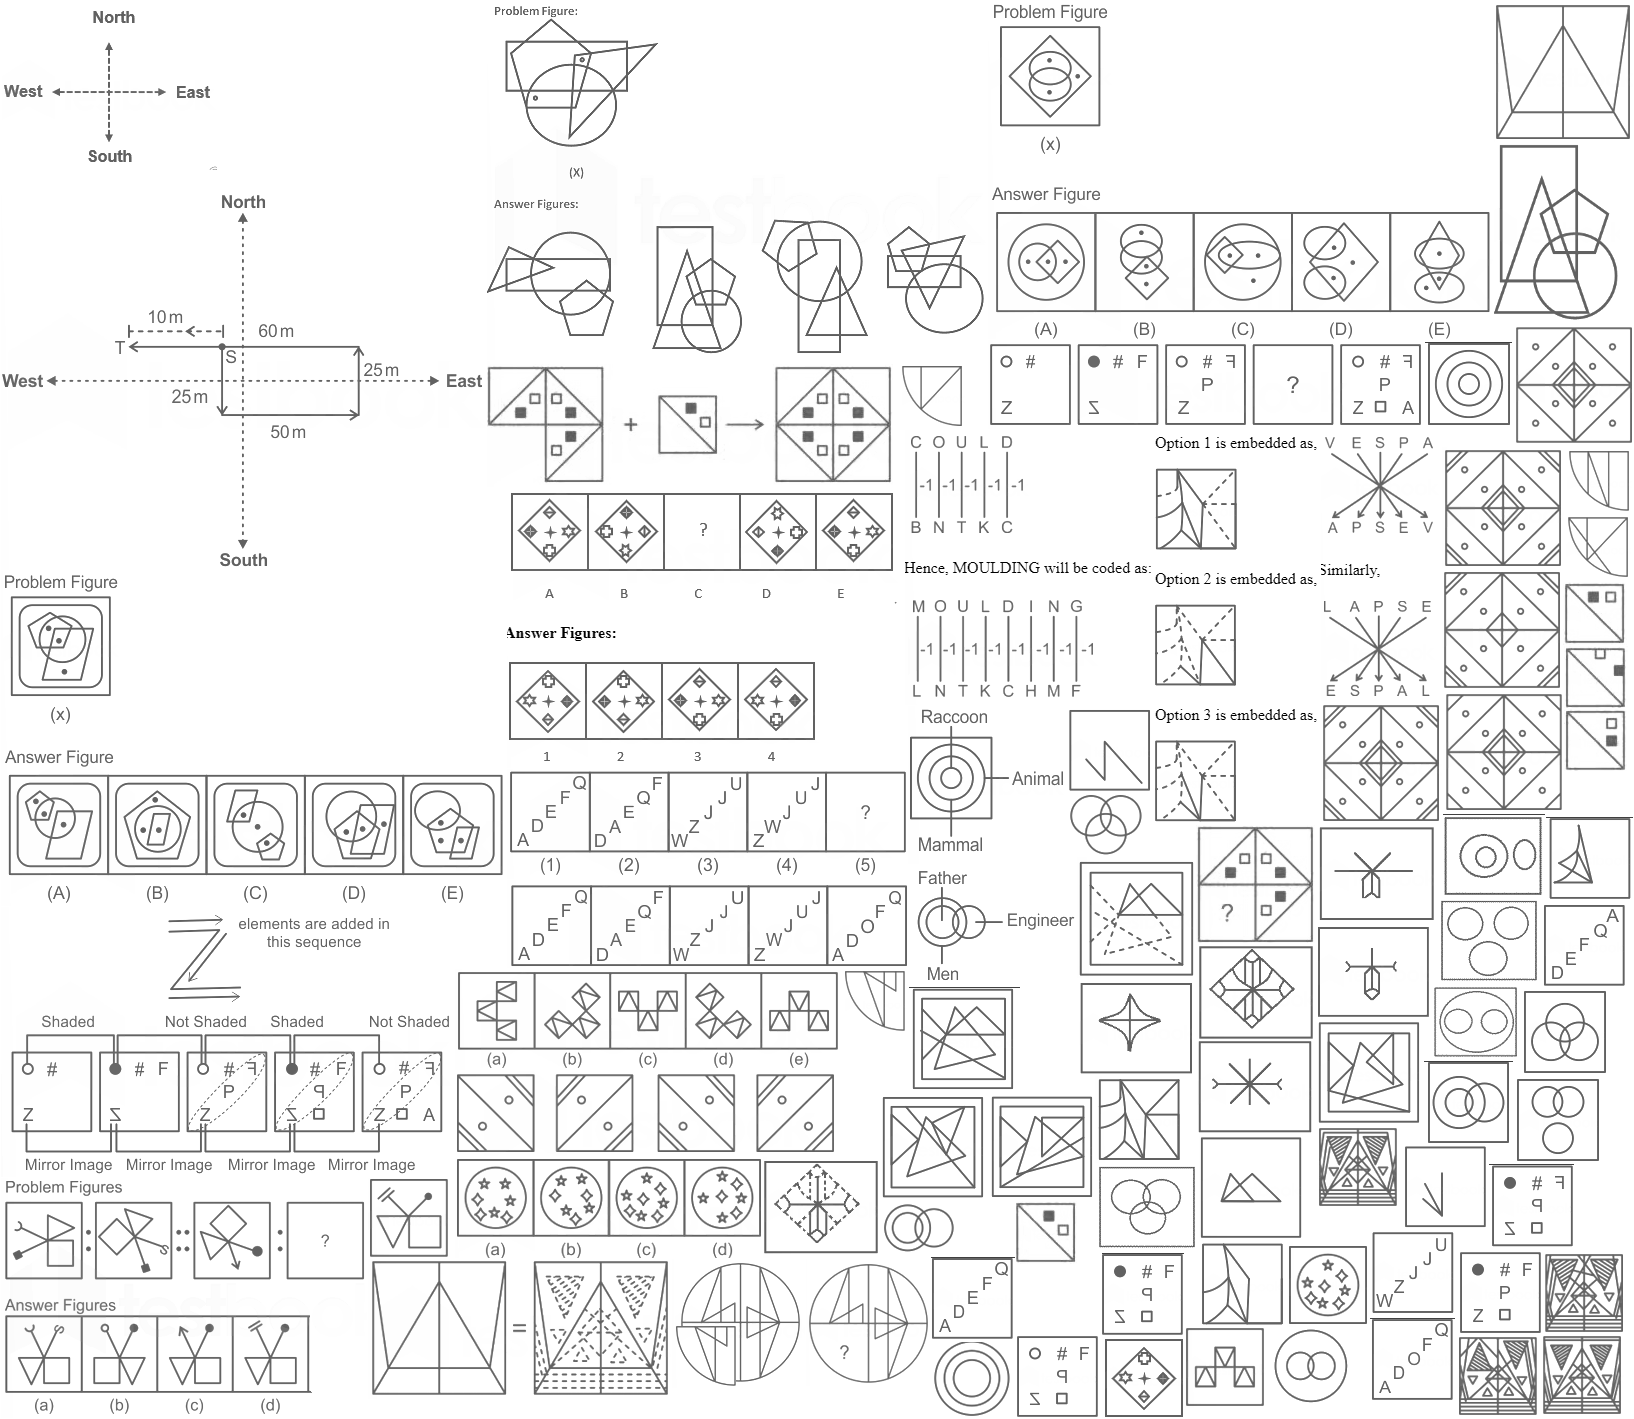 North
West
East
South
North
10 m
60 m
T
S
25 m
West
East
25 m
50 m
South
Problem Figure
(x)
Answer Figure
(A) (B) (C) (D) (E)
elements are added in
this sequence
Shaded Not Shaded Shaded Not Shaded
# # F # F # F # F
P P P
Z Z Z Z Z A
Mirror Image Mirror Image Mirror Image Mirror Image
Problem Figures
S
?
Answer Figures
S
(a) (b) (c) (d)
Problem Figure:
(X)
Answer Figures:
+
?
A B C D E
Answer Figures:
1 2 3 4
A D E F Q
D A E Q F
W Z J J U
Z W J U J
?
(1) (2) (3) (4) (5)
A D E F Q
D A E Q F
W Z J J U
Z W J U J
A D O F Q
(a) (b) (c) (d) (e)
(a) (b) (c) (d)
=
?
Problem Figure
(x)
Answer Figure
(A) (B) (C) (D) (E)
# # F # F ? # F
P P
Z Z Z Z A
C O U L D
-1 -1 -1 -1 -1
B N T K C
Hence, MOULDING will be coded as:
M O U L D I N G
-1 -1 -1 -1 -1 -1 -1 -1
L N T K C H M F
Option 1 is embedded as,
Option 2 is embedded as,
Option 3 is embedded as,
V E S P A
A P S E V
Similarly,
L A P S E
E S P A L
Raccoon
Animal
Mammal
Father
Engineer
Men
?
D E F Q A
# F
P
Z
A D E F Q
# F
P
Z
# F
P
Z
W Z J J U
A D O F Q
# F
P
Z